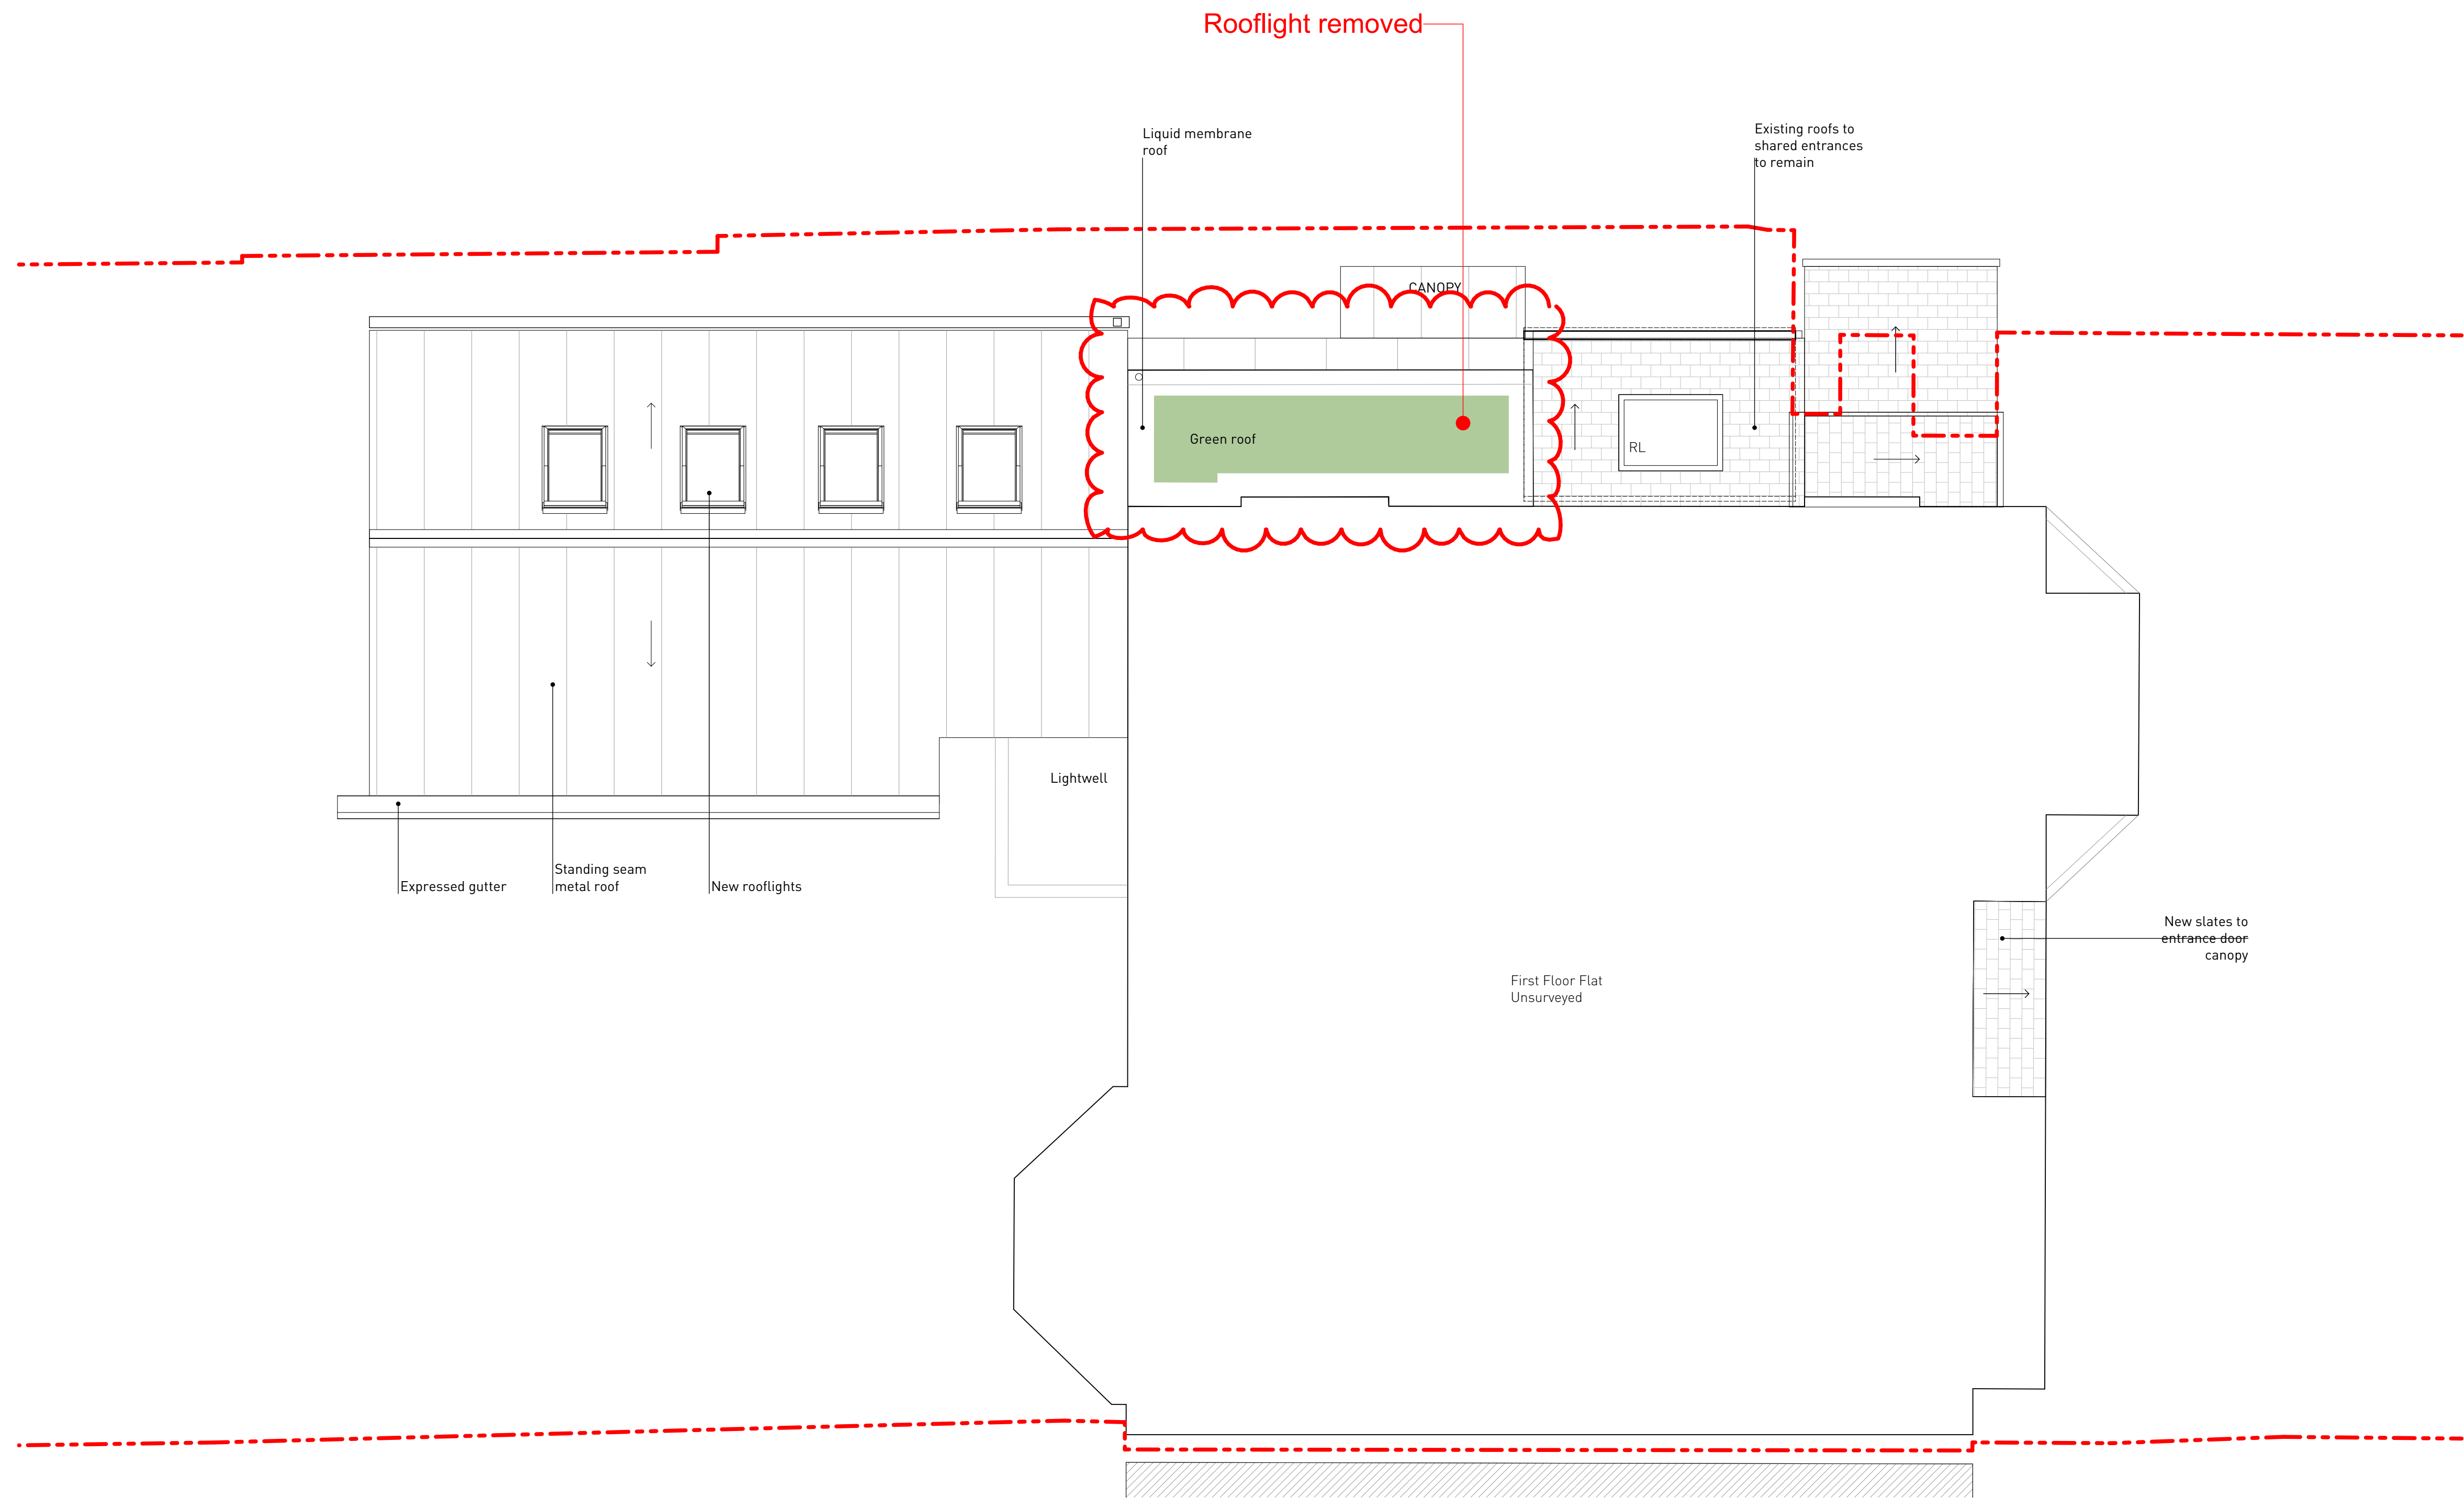 Rooflight removed
Liquid membrane
roof
Existing roofs to
shared entrances
to remain
CANOPY
Green roof
RL
Lightwell
Expressed gutter
Standing seam
metal roof
New rooflights
New slates to
entrance door
canopy
First Floor Flat
Unsurveyed